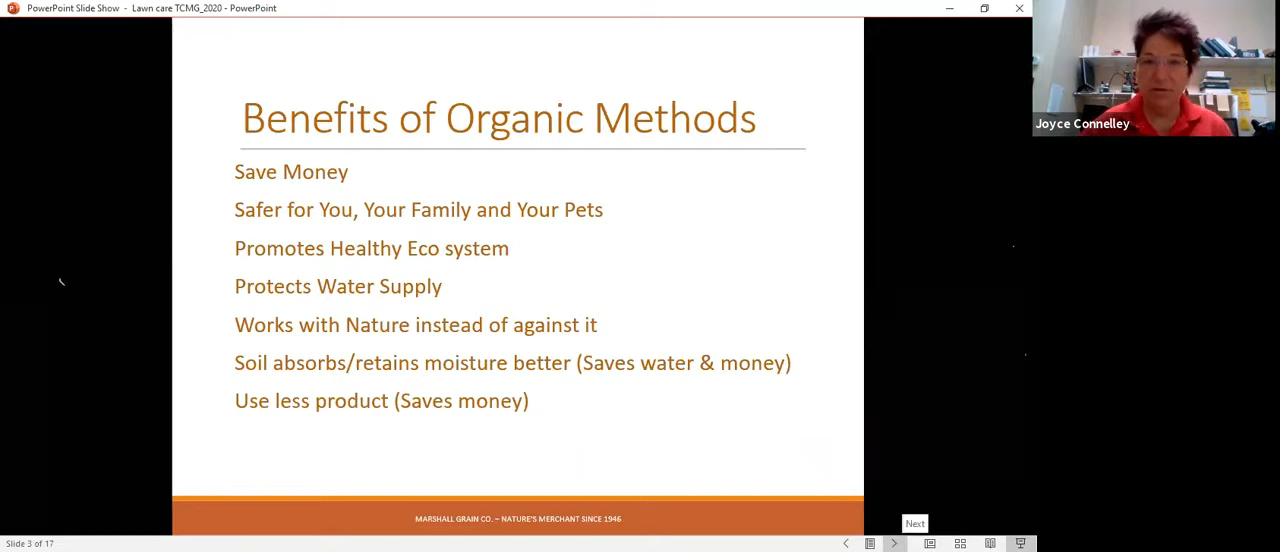 PowerPoint Slide Show - Lawn care TCMG_2020 - PowerPoint
Joyce Connelley
Benefits of Organic Methods
Save Money
Safer for You, Your Family and Your Pets
Promotes Healthy Eco system
Protects Water Supply
Works with Nature instead of against it
Soil absorbs/retains moisture better (Saves water & money)
Use less product (Saves money)
MARSHALL GRAIN CO. – NATURE'S MERCHANT SINCE 1946
Next
Slide 3 of 17